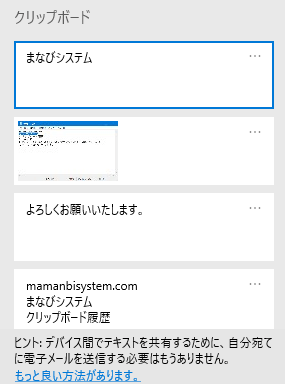 クリップボード
まなびシステム
よろしくお願いいたします。
mamanbisystem.com
まなびシステム
クリップボード履歴
ヒント: デバイス間でテキストを共有するために、自分宛て
に電子メールを送信する必要はもうありません。
もっと良い方法があります。